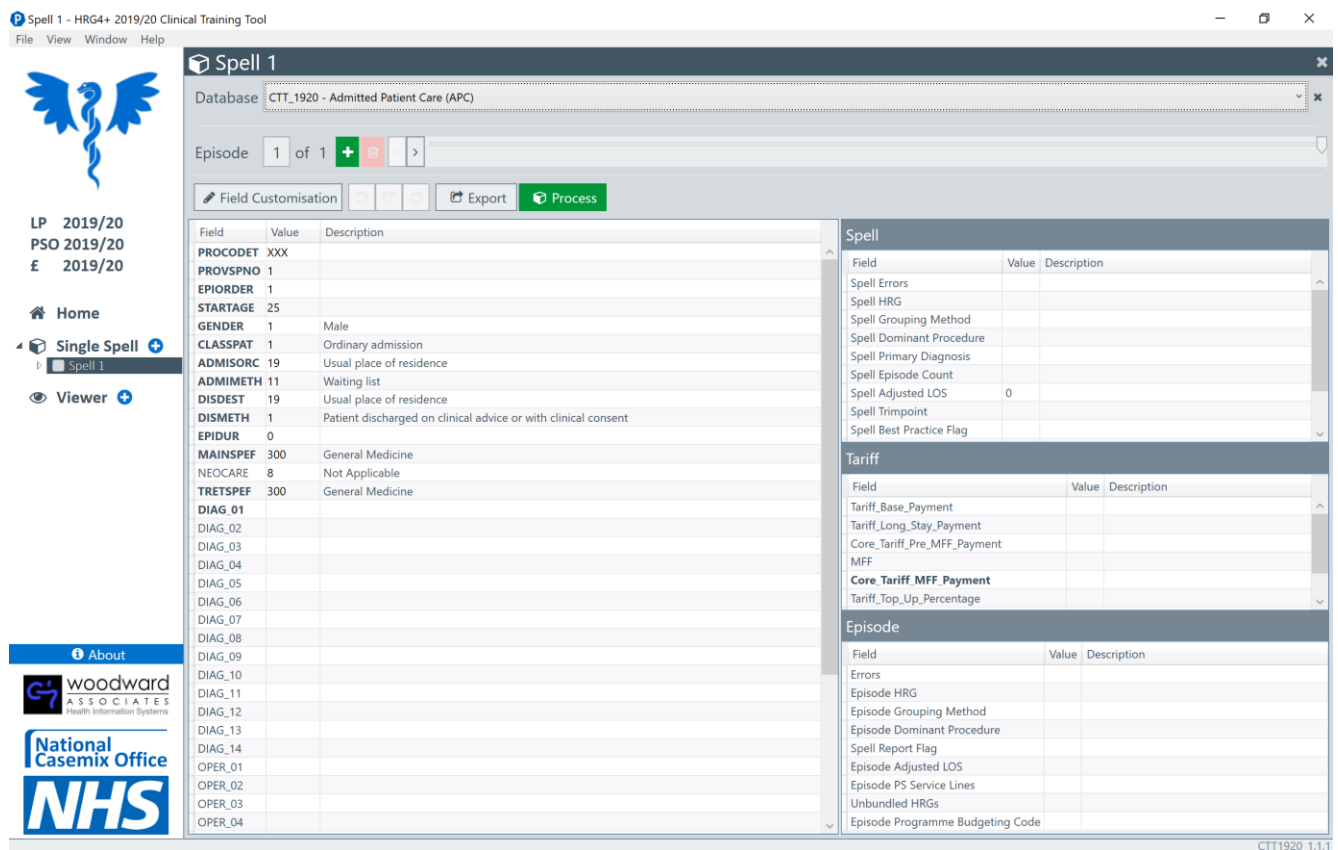 Spell 1 - HRG4+ 2019/20 Clinical Training Tool
File View Window Help
Spell 1
Database CTT_1920 - Admitted Patient Care (APC)
Episode 1 of 1
Field Customisation Export Process
LP 2019/20
PSO 2019/20
£ 2019/20
Home
Single Spell
Spell 1
Viewer
About
woodward
ASSOCIATES
Health Information Systems
National
Casemix Office
NHS
Field Value Description
PROCODET XXX
PROVSPNO 1
EPIORDER 1
STARTAGE 25
GENDER 1 Male
CLASSPAT 1 Ordinary admission
ADMISORC 19 Usual place of residence
ADMIMETH 11 Waiting list
DISDEST 19 Usual place of residence
DISMETH 1 Patient discharged on clinical advice or with clinical consent
EPIDUR 0
MAINSPEF 300 General Medicine
NEOCARE 8 Not Applicable
TRETSPEF 300 General Medicine
DIAG_01
DIAG_02
DIAG_03
DIAG_04
DIAG_05
DIAG_06
DIAG_07
DIAG_08
DIAG_09
DIAG_10
DIAG_11
DIAG_12
DIAG_13
DIAG_14
OPER_01
OPER_02
OPER_03
OPER_04
Spell
Field Value Description
Spell Errors
Spell HRG
Spell Grouping Method
Spell Dominant Procedure
Spell Primary Diagnosis
Spell Episode Count
Spell Adjusted LOS 0
Spell Trimpoint
Spell Best Practice Flag
Tariff
Field Value Description
Tariff_Base_Payment
Tariff_Long_Stay_Payment
Core_Tariff_Pre_MFF_Payment
MFF
Core_Tariff_MFF_Payment
Tariff_Top_Up_Percentage
Episode
Field Value Description
Errors
Episode HRG
Episode Grouping Method
Episode Dominant Procedure
Spell Report Flag
Episode Adjusted LOS
Episode PS Service Lines
Unbundled HRGs
Episode Programme Budgeting Code
CTT1920 1.1.1